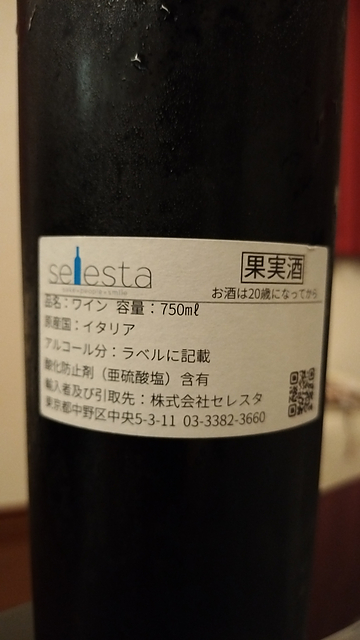 selesta
果実酒
お酒は20歳になってから
品名：ワイン 容量：750mℓ
原産国：イタリア
アルコール分：ラベルに記載
酸化防止剤（亜硫酸塩）含有
輸入者及び引取先：株式会社セレスタ
東京都中野区中央5-3-11 03-3382-3660